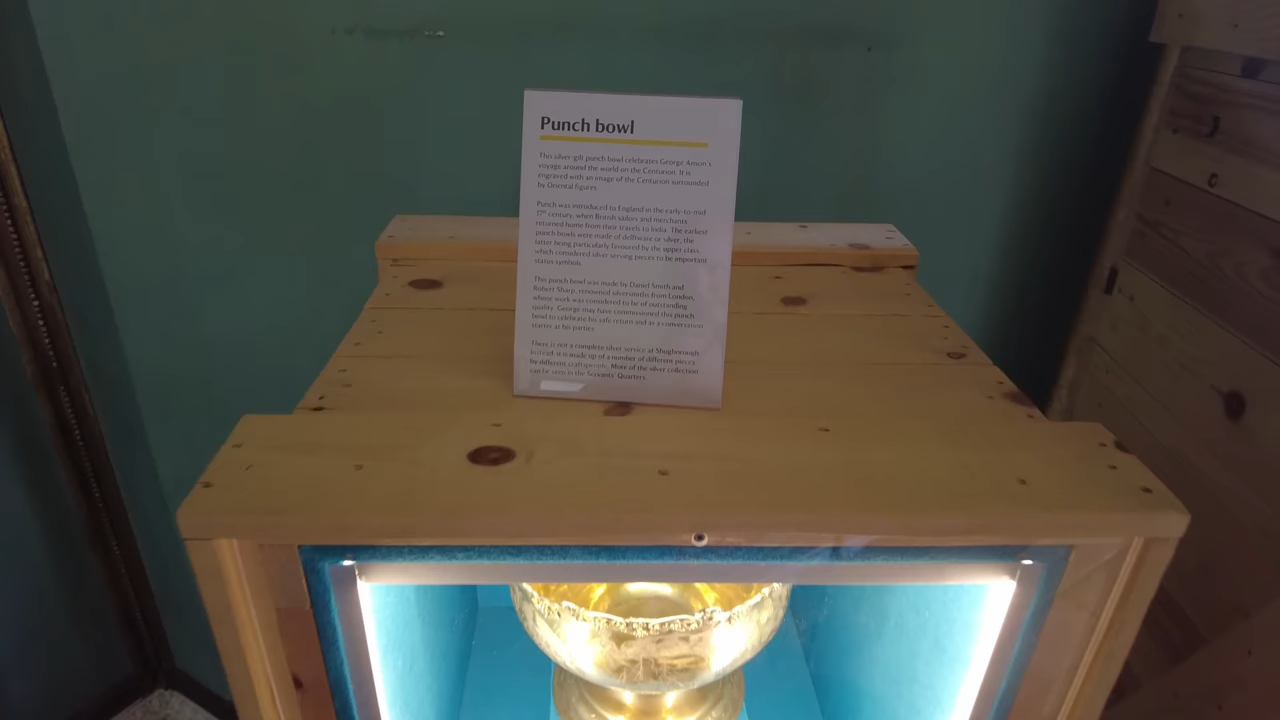 Punch bowl
This silver-gilt punch bowl celebrates George Anson's
voyage around the world on the Centurion. It is
engraved with an image of the Centurion surrounded
by Oriental figures.
Punch was introduced to England in the early-to-mid
17th century, when British sailors and merchants
returned home from their travels to India. The earliest
punch bowls were made of delftware or silver, the
latter being particularly favoured by the upper class,
which considered silver serving pieces to be important
status symbols.
This punch bowl was made by Daniel Smith and
Robert Sharp, renowned silversmiths from London,
whose work was considered to be of outstanding
quality. George may have commissioned this punch
bowl to celebrate his safe return and as a conversation
starter at his parties.
There is not a complete silver service at Shugborough.
Instead, it is made up of a number of different pieces
by different craftspeople. More of the silver collection
can be seen in the Servants' Quarters.